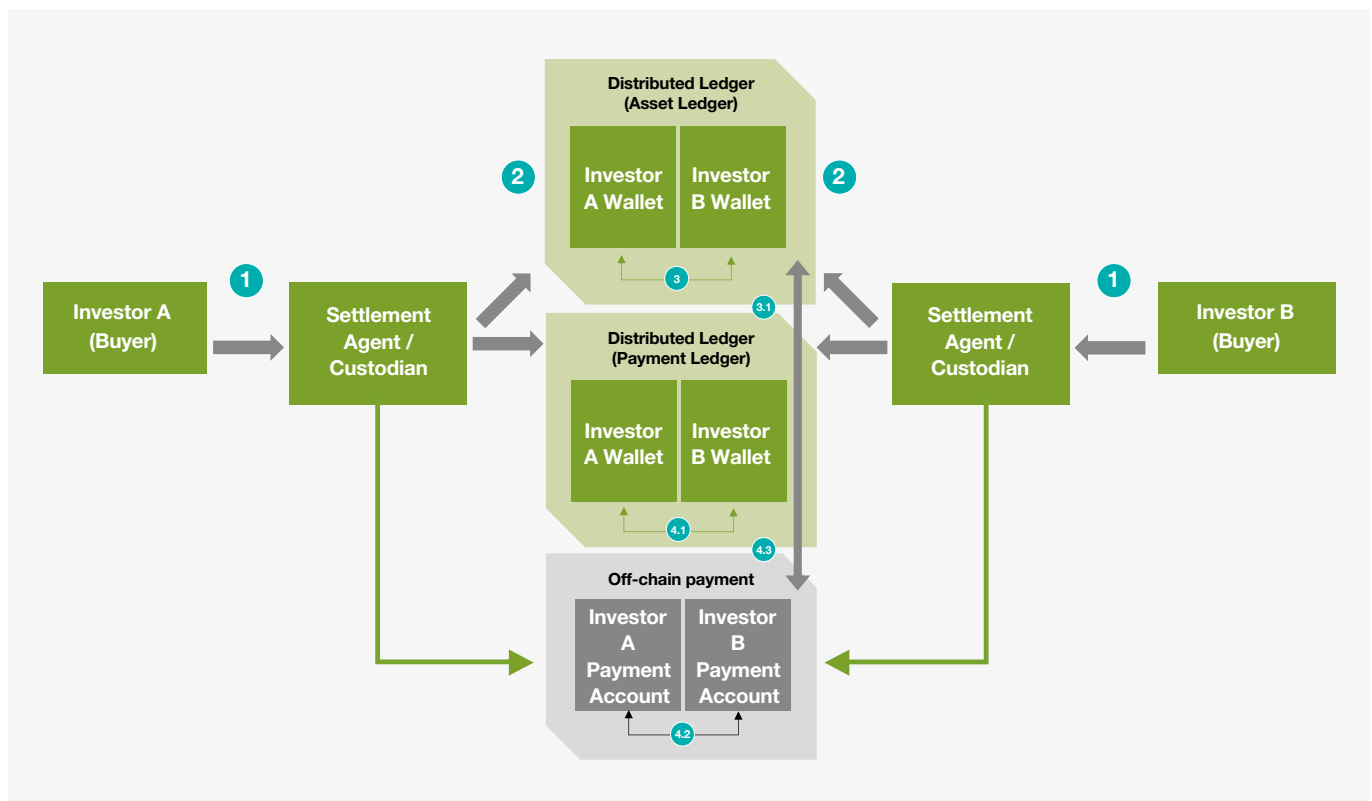 Distributed Ledger
(Asset Ledger)
Investor
A Wallet
Investor
B Wallet
2
2
3
3.1
1
Investor A
(Buyer)
Settlement
Agent /
Custodian
1
Settlement
Agent /
Custodian
Investor B
(Buyer)
Distributed Ledger
(Payment Ledger)
Investor
A Wallet
Investor
B Wallet
4.1
4.3
Off-chain payment
Investor
A
Payment
Account
Investor
B
Payment
Account
4.2